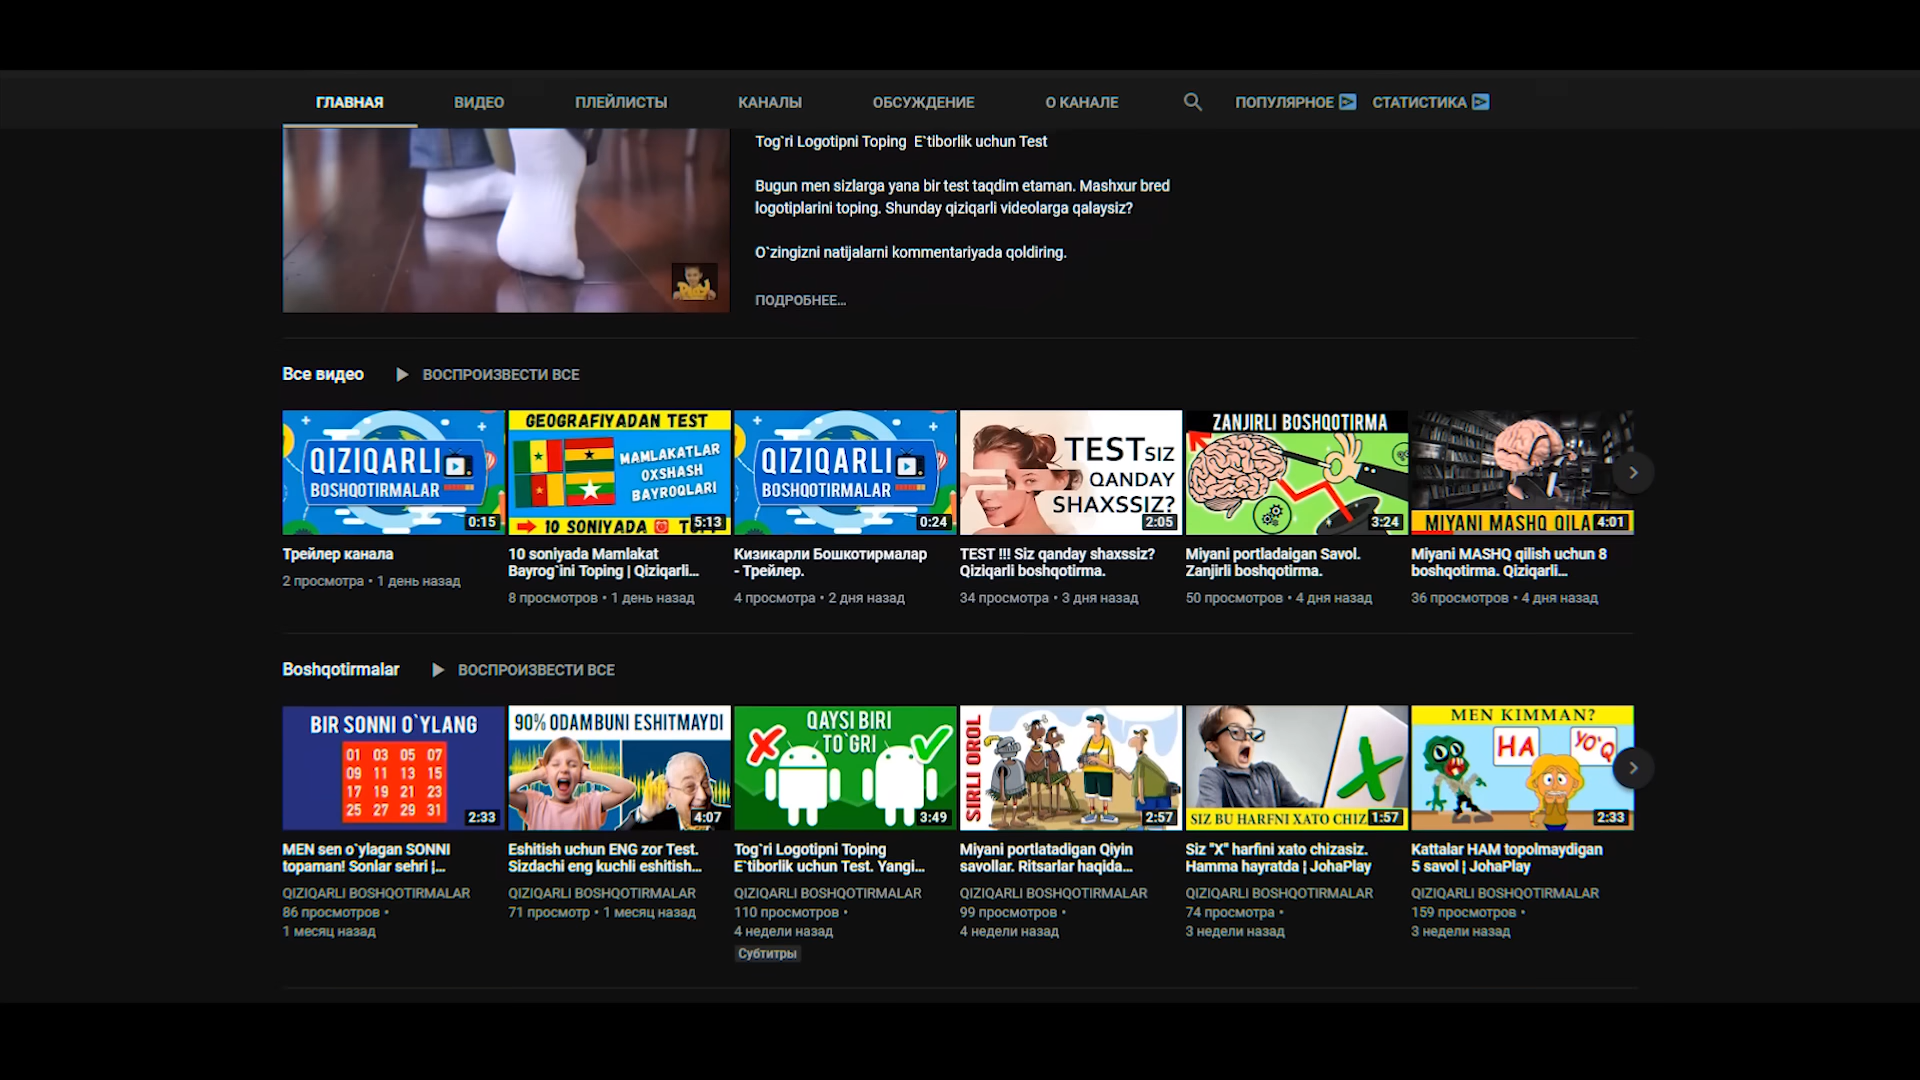 ГЛАВНАЯ ВИДЕО ПЛЕЙЛИСТЫ КАНАЛЫ ОБСУЖДЕНИЕ О КАНАЛЕ ПОПУЛЯРНОЕ СТАТИСТИКА
Tog`ri Logotipni Toping E`tiborlik uchun Test
Bugun men sizlarga yana bir test taqdim etaman. Mashxur bred
logotiplarini toping. Shunday qiziqarli videolarga qalaysiz?
O`zingizni natijalarni kommentariyada qoldiring.
ПОДРОБНЕЕ...
Все видео ВОСПРОИЗВЕСТИ ВСЕ
QIZIQARLI
BOSHQOTIRMALAR
0:15
Трейлер канала
2 просмотра • 1 день назад
GEOGRAFIYADAN TEST
MAMLAKATLAR
OXSHASH
BAYROQLARI
10 SONIYADA
5:13
10 soniyada Mamlakat
Bayrog`ini Toping | Qiziqarli...
8 просмотров • 1 день назад
QIZIQARLI
BOSHQOTIRMALAR
0:24
Кизикарли Бошкотирмалар
- Трейлер.
4 просмотра • 2 дня назад
TEST SIZ
QANDAY
SHAXSSIZ?
2:05
TEST !!! Siz qanday shaxssiz?
Qiziqarli boshqotirma.
34 просмотра • 3 дня назад
ZANJIRLI BOSHQOTIRMA
3:24
Miyani portladaigan Savol.
Zanjirli boshqotirma.
50 просмотров • 4 дня назад
MIYANI MASHQ QILA
4:01
Miyani MASHQ qilish uchun 8
boshqotirma. Qiziqarli...
36 просмотров • 4 дня назад
Boshqotirmalar ВОСПРОИЗВЕСТИ ВСЕ
BIR SONNI O`YLANG
01 03 05 07
09 11 13 15
17 19 21 23
25 27 29 31
2:33
MEN sen o`ylagan SONNI
topaman! Sonlar sehri |...
QIZIQARLI BOSHQOTIRMALAR
86 просмотров •
1 месяц назад
90% ODAM BUNI ESHITMAYDI
4:07
Eshitish uchun ENG zor Test.
Sizdachi eng kuchli eshitish...
QIZIQARLI BOSHQOTIRMALAR
71 просмотр • 1 месяц назад
QAYSI BIRI
TO`GRI
3:49
Tog`ri Logotipni Toping
E`tiborlik uchun Test. Yangi...
QIZIQARLI BOSHQOTIRMALAR
110 просмотров •
4 недели назад
Субтитры
SIRLI OROL
2:57
Miyani portlatadigan Qiyin
savollar. Ritsarlar haqida...
QIZIQARLI BOSHQOTIRMALAR
99 просмотров •
4 недели назад
X
SIZ BU HARFNI XATO CHIZ
1:57
Siz "X" harfini xato chizasiz.
Hamma hayratda | JohaPlay
QIZIQARLI BOSHQOTIRMALAR
74 просмотра •
3 недели назад
MEN KIMMAN?
HA YO'Q
2:33
Kattalar HAM topolmaydigan
5 savol | JohaPlay
QIZIQARLI BOSHQOTIRMALAR
159 просмотров •
3 недели назад